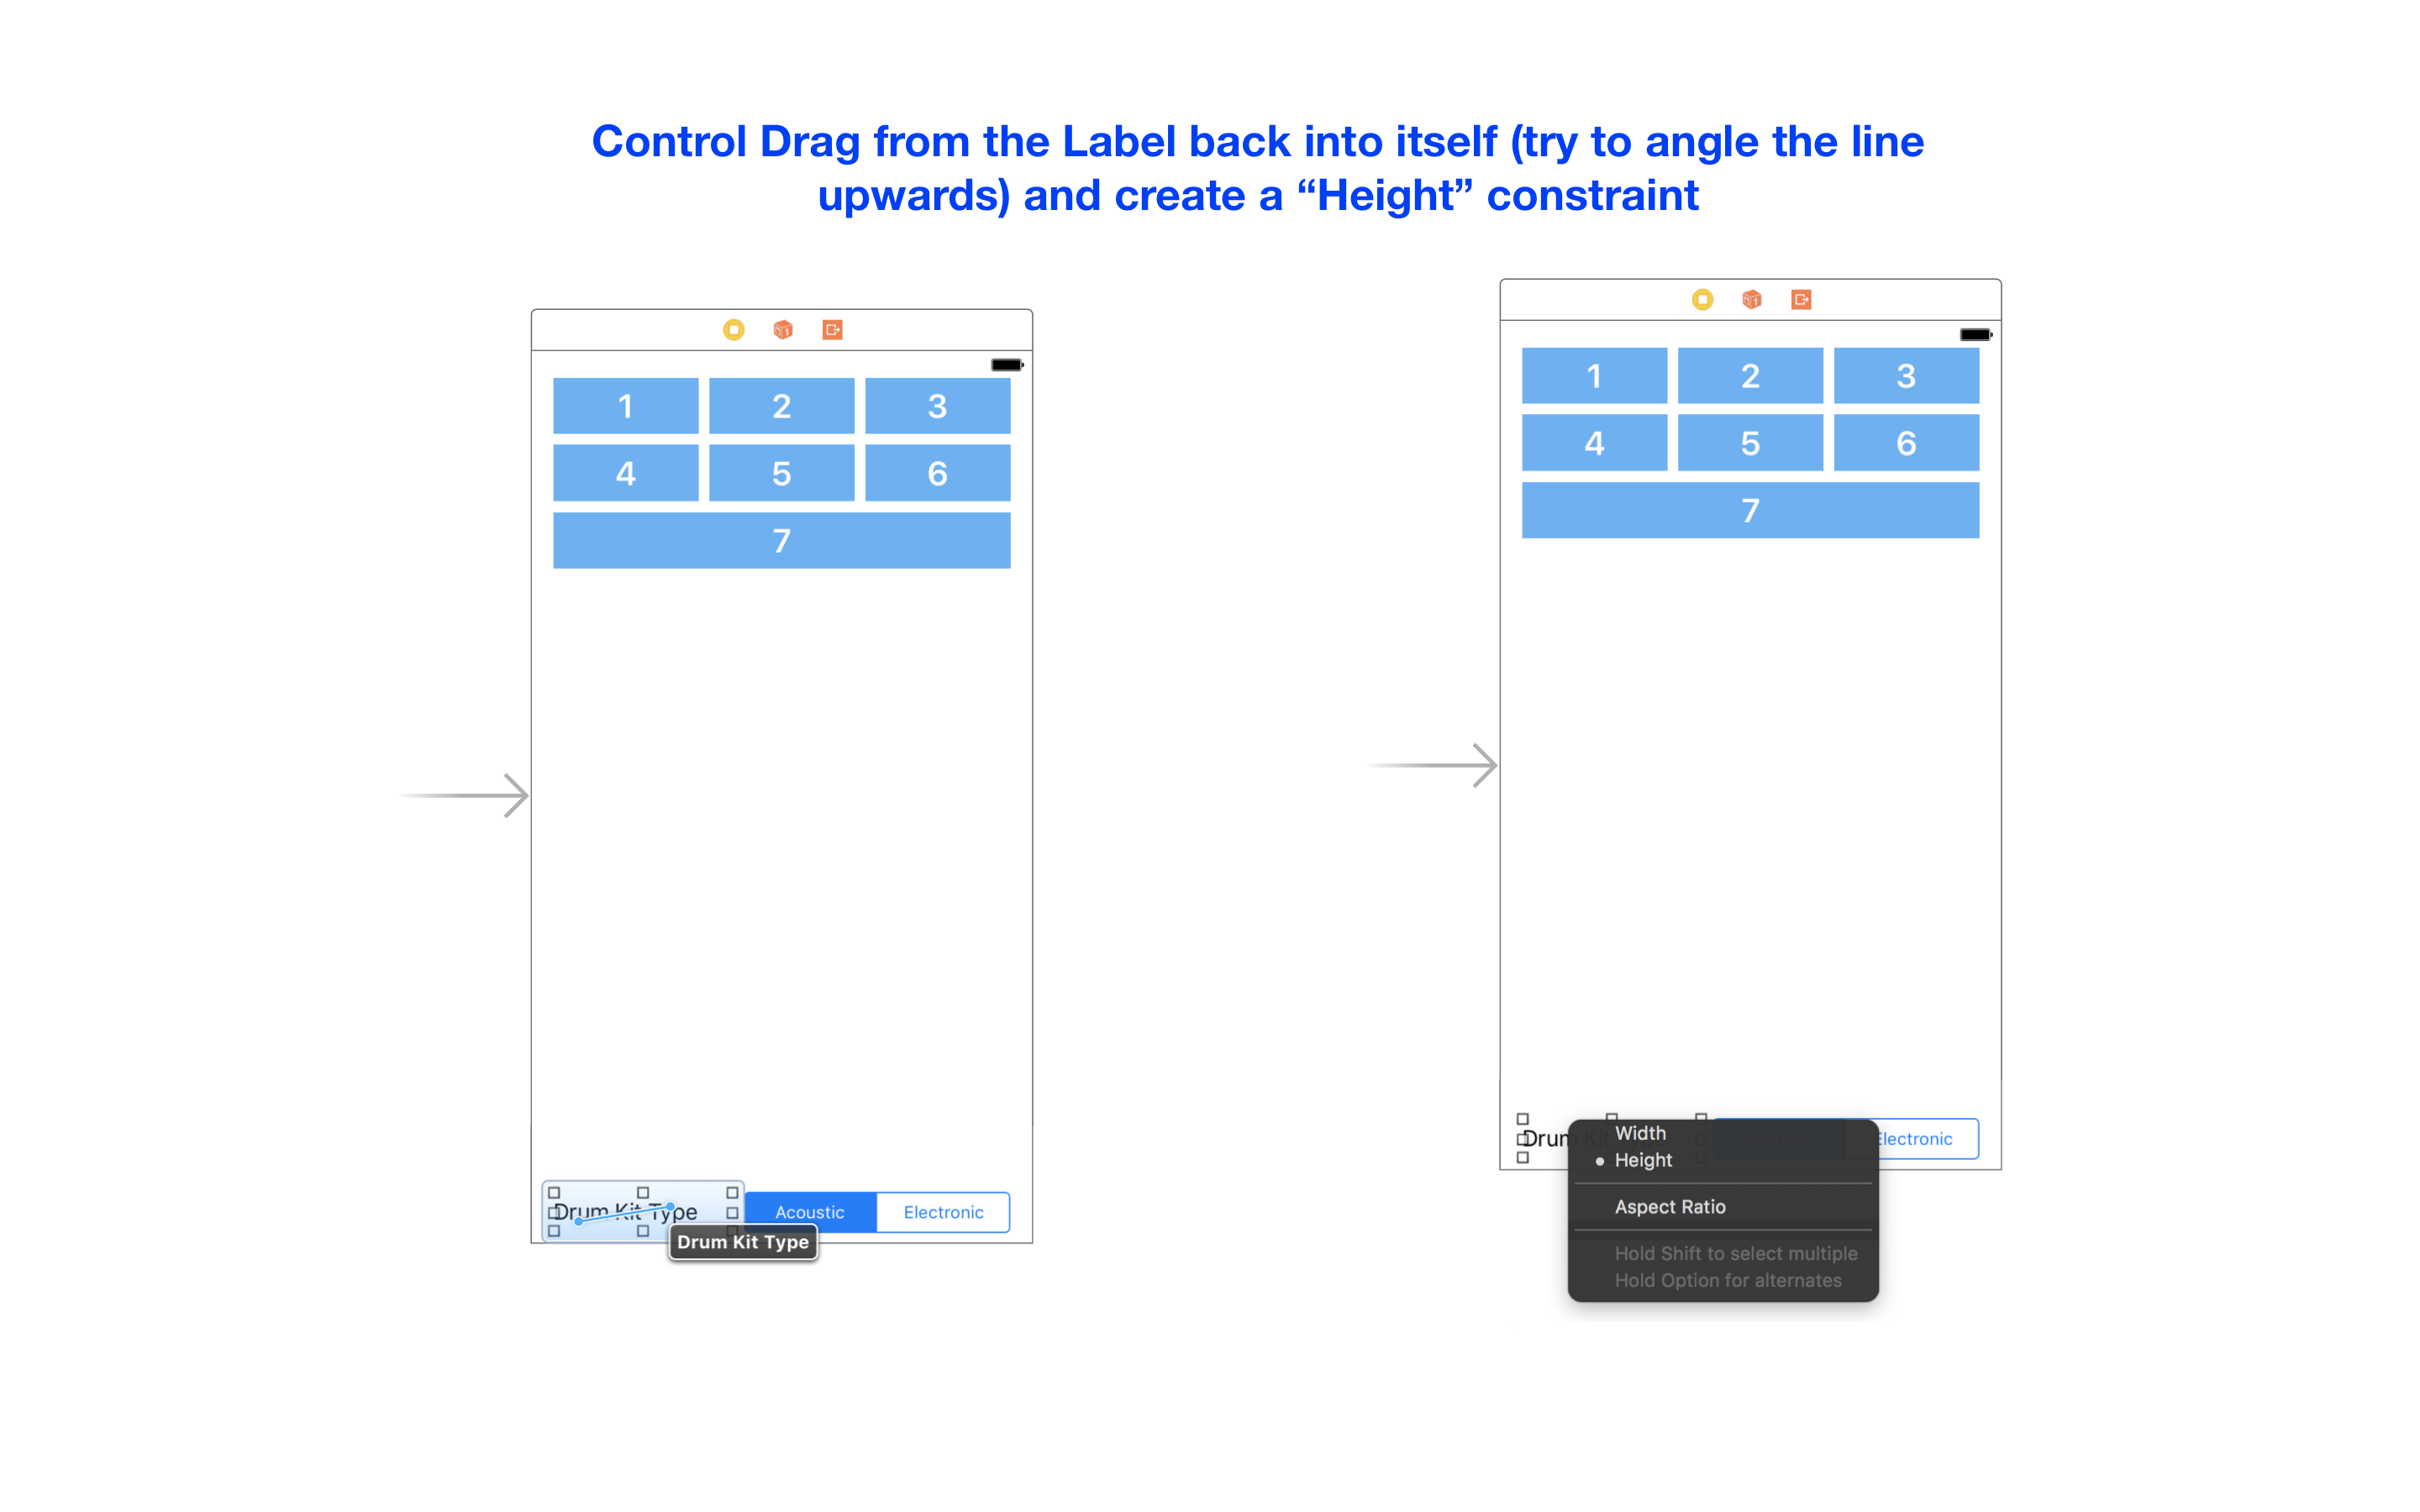 Control Drag from the Label back into itself (try to angle the line
upwards) and create a “Height” constraint
1 2 3
4 5 6
7
Drum Kit Type Acoustic Electronic
Drum Kit Type
1 2 3
4 5 6
7
Drum Electronic
Width
Height
Aspect Ratio
Hold Shift to select multiple
Hold Option for alternates